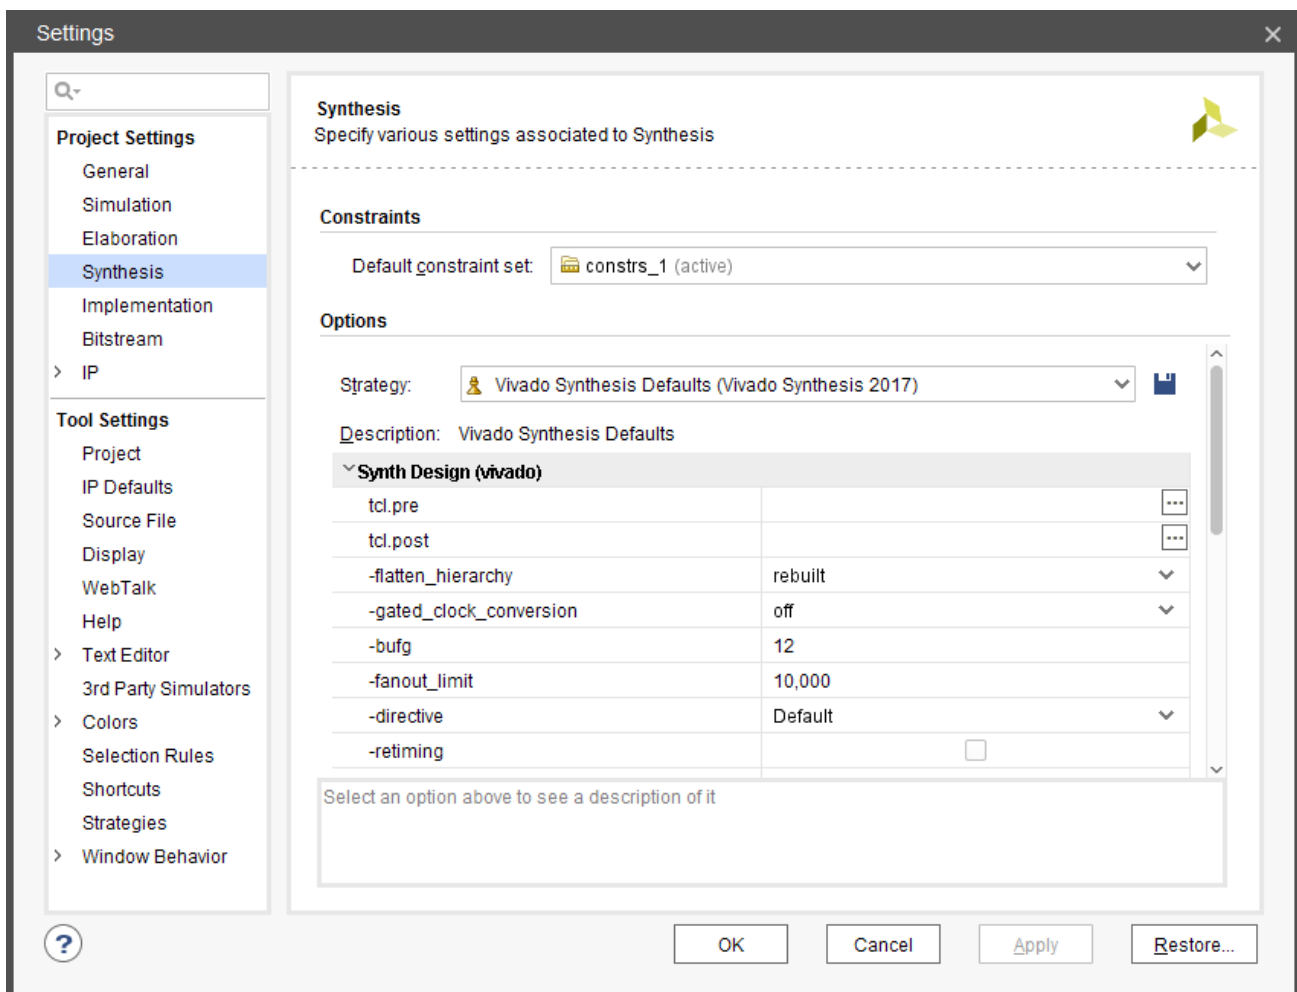 Settings
Project Settings
General
Simulation
Elaboration
Synthesis
Implementation
Bitstream
IP
Tool Settings
Project
IP Defaults
Source File
Display
WebTalk
Help
Text Editor
3rd Party Simulators
Colors
Selection Rules
Shortcuts
Strategies
Window Behavior
Synthesis
Specify various settings associated to Synthesis
Constraints
Default constraint set: constrs_1 (active)
Options
Strategy: Vivado Synthesis Defaults (Vivado Synthesis 2017)
Description: Vivado Synthesis Defaults
Synth Design (vivado)
tcl.pre ...
tcl.post ...
-flatten_hierarchy rebuilt
-gated_clock_conversion off
-bufg 12
-fanout_limit 10,000
-directive Default
-retiming
Select an option above to see a description of it
? OK Cancel Apply Restore...